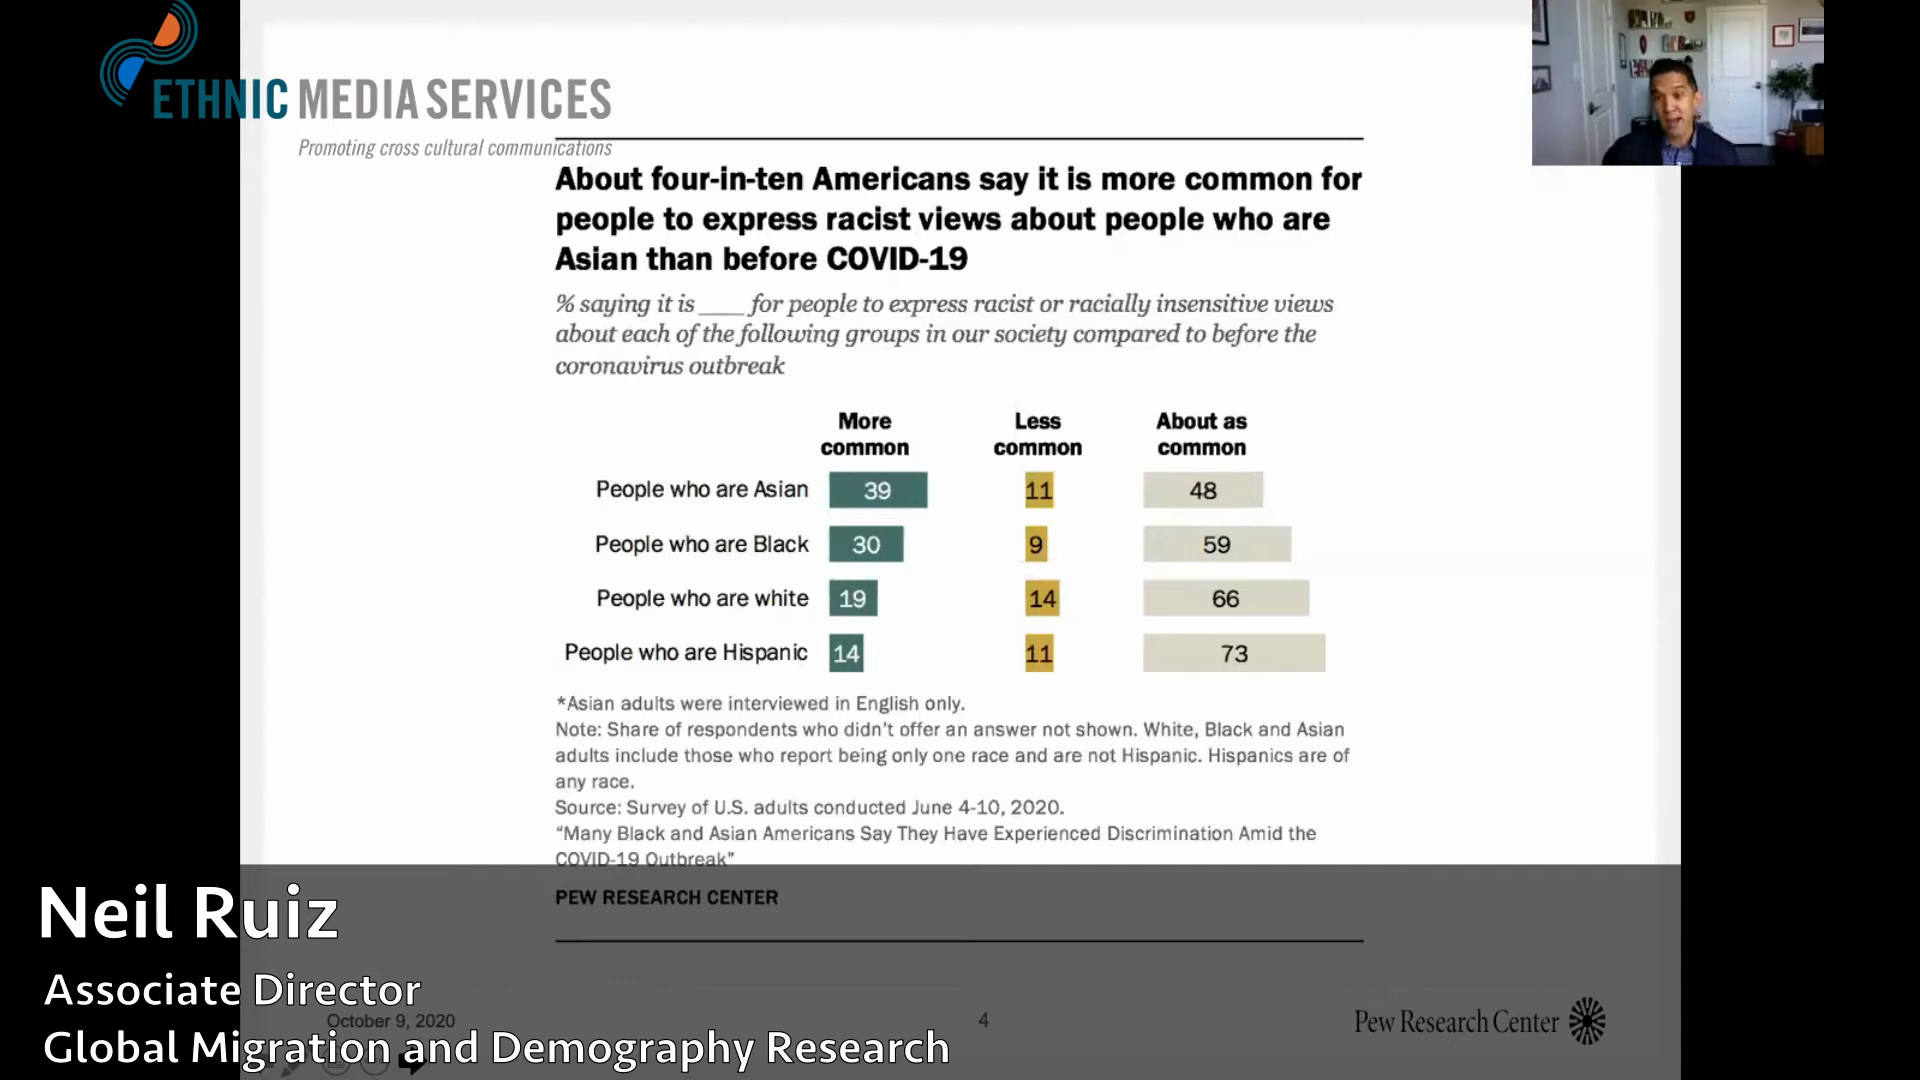 ETHNIC MEDIA SERVICES
Promoting cross cultural communications
About four-in-ten Americans say it is more common for
people to express racist views about people who are
Asian than before COVID-19
% saying it is ____ for people to express racist or racially insensitive views
about each of the following groups in our society compared to before the
coronavirus outbreak
More common
Less common
About as common
People who are Asian 39 11 48
People who are Black 30 9 59
People who are white 19 14 66
People who are Hispanic 14 11 73
*Asian adults were interviewed in English only.
Note: Share of respondents who didn't offer an answer not shown. White, Black and Asian
adults include those who report being only one race and are not Hispanic. Hispanics are of
any race.
Source: Survey of U.S. adults conducted June 4-10, 2020.
“Many Black and Asian Americans Say They Have Experienced Discrimination Amid the
COVID-19 Outbreak”
PEW RESEARCH CENTER
Neil Ruiz
Associate Director
Global Migration and Demography Research
October 9, 2020
4
Pew Research Center